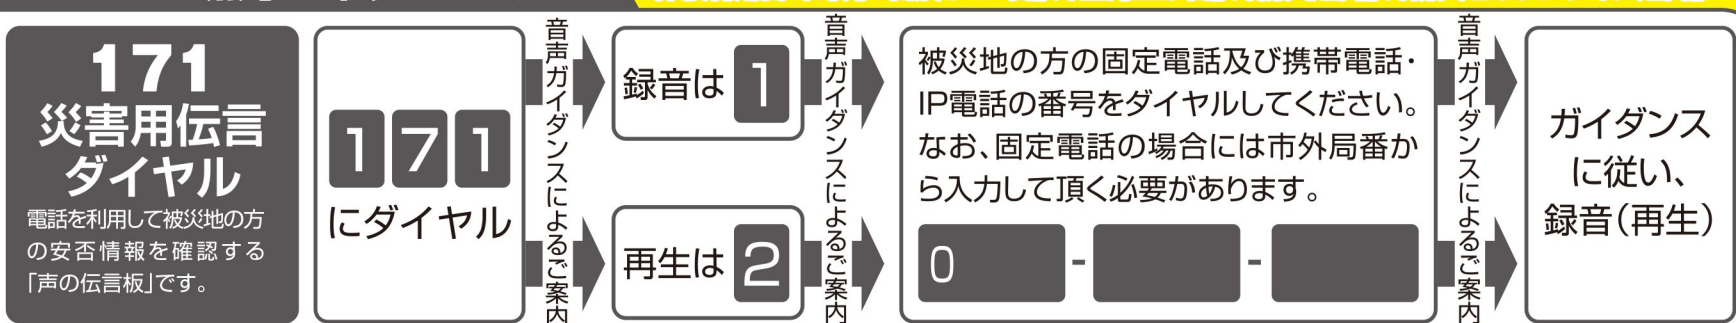 171
災害用伝言
ダイヤル
電話を利用して被災地の方
の安否情報を確認する
「声の伝言板」です。
171
にダイヤル
音声ガイダンスによるご案内
録音は 1
再生は 2
音声ガイダンスによるご案内
被災地の方の固定電話及び携帯電話・
IP電話の番号をダイヤルしてください。
なお、固定電話の場合には市外局番か
ら入力して頂く必要があります。
0 - -
音声ガイダンスによるご案内
ガイダンス
に従い、
録音(再生)